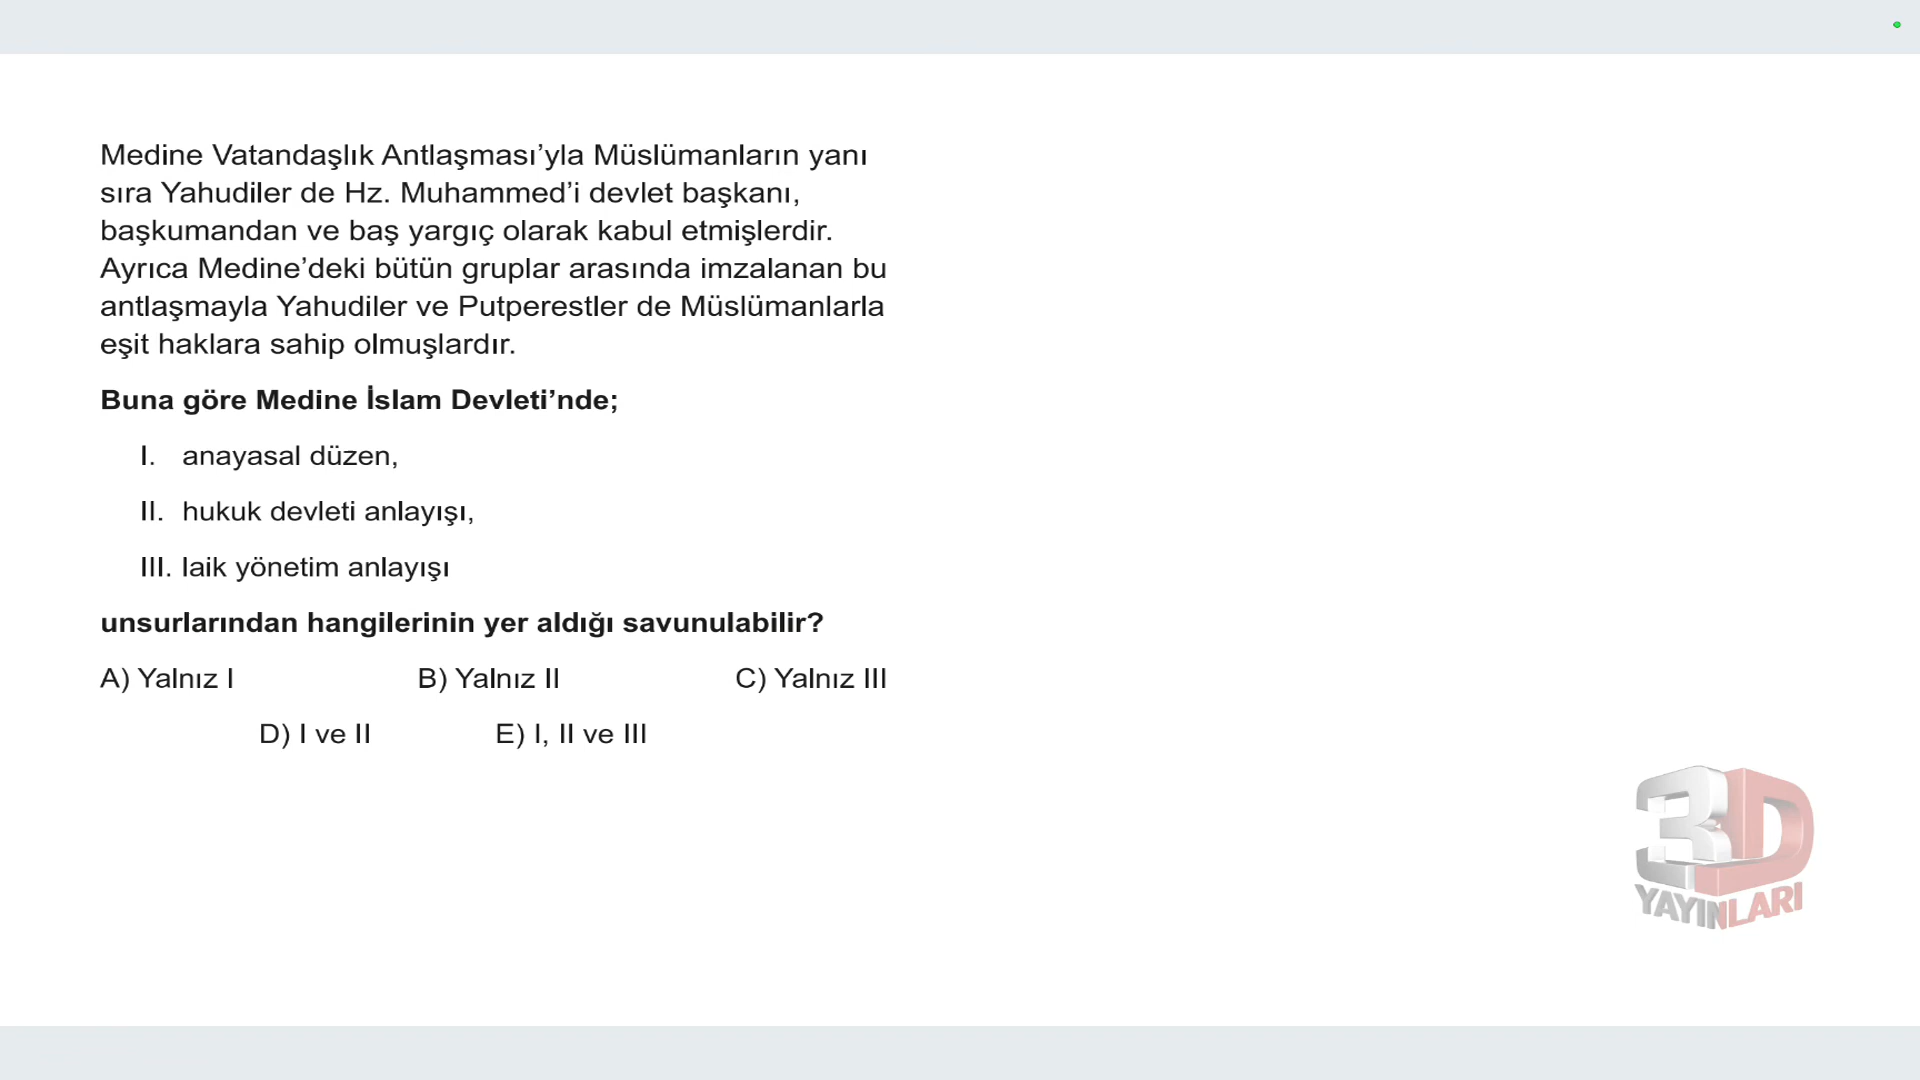 Medine Vatandaşlık Antlaşması’yla Müslümanların yanı
sıra Yahudiler de Hz. Muhammed’i devlet başkanı,
başkumandan ve baş yargıç olarak kabul etmişlerdir.
Ayrıca Medine’deki bütün gruplar arasında imzalanan bu
antlaşmayla Yahudiler ve Putperestler de Müslümanlarla
eşit haklara sahip olmuşlardır.
Buna göre Medine İslam Devleti’nde;
I. anayasal düzen,
II. hukuk devleti anlayışı,
III. laik yönetim anlayışı
unsurlarından hangilerinin yer aldığı savunulabilir?
A) Yalnız I B) Yalnız II C) Yalnız III
D) I ve II E) I, II ve III
3D
YAYINLARI